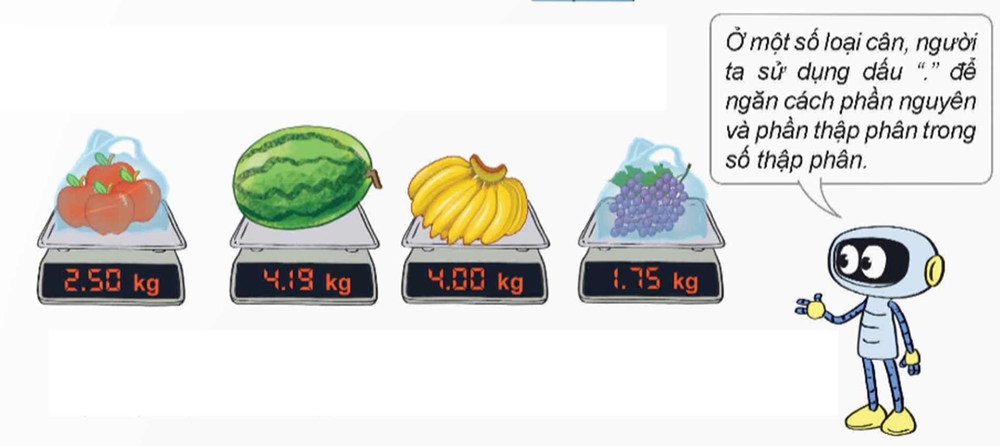 Ở một số loại cân, người
ta sử dụng dấu “.” để
ngăn cách phần nguyên
và phần thập phân trong
số thập phân.
2.50 kg
4.19 kg
4.00 kg
1.75 kg